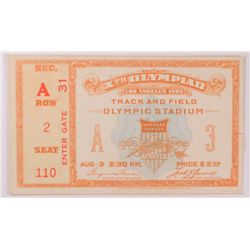 SEC.
A
ROW
2
SEAT
110
ENTER GATE 31
Xth OLYMPIAD
LOS ANGELES 1932
TRACK AND FIELD
OLYMPIC STADIUM
A 3
AUG. 3 2:30 P.M. PRICE $2